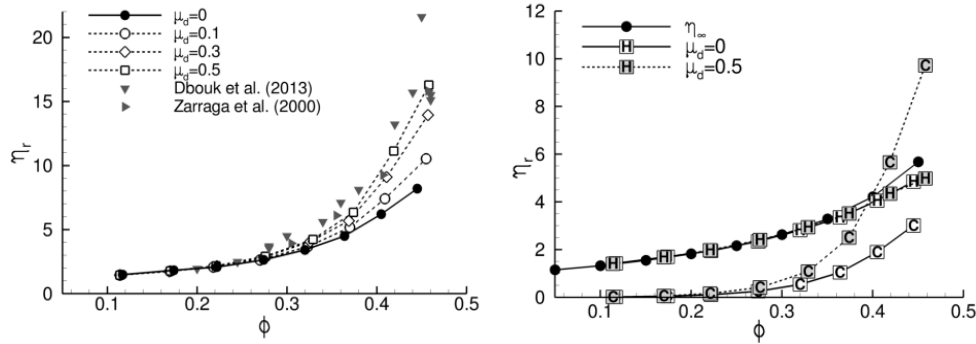 μd=0
μd=0.1
μd=0.3
μd=0.5
Dbouk et al. (2013)
Zarraga et al. (2000)
20
15
10
5
1
ηr
0.1
0.2
0.3
0.4
0.5
ϕ
η∞
H μd=0
H μd=0.5
12
10
8
6
4
2
0
ηr
H H H H H H H H H H H H H H
C C C C C C C C C C C C C C
0.1
0.2
0.3
0.4
0.5
ϕ